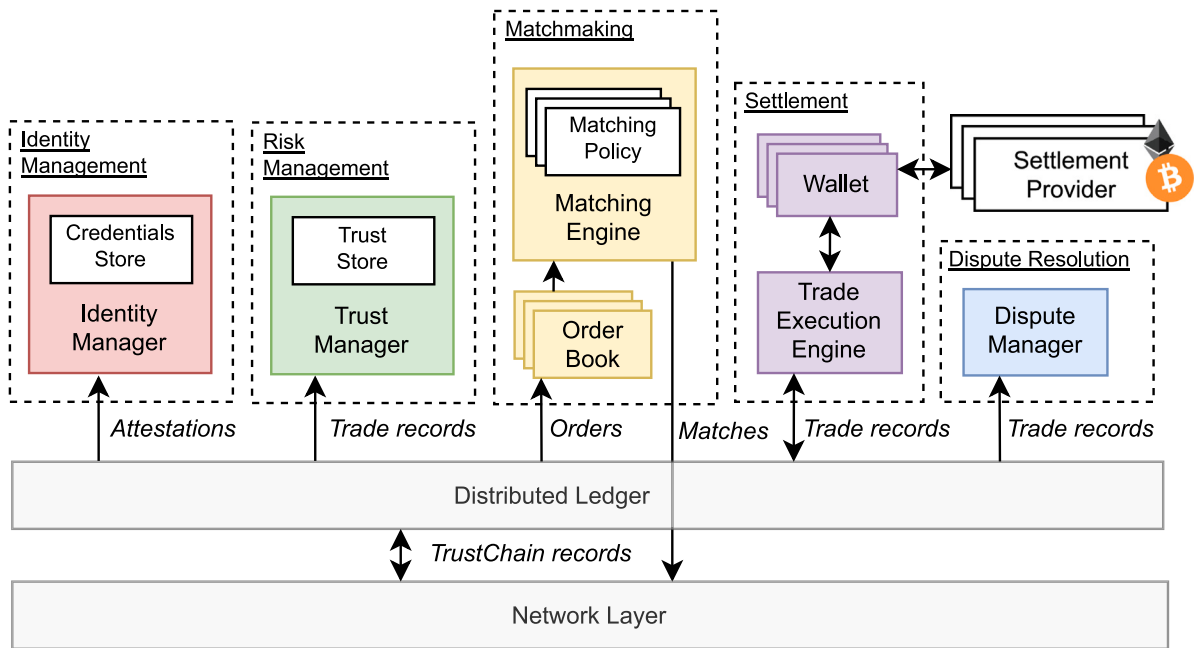 Identity
Management
Credentials
Store
Identity
Manager
Risk
Management
Trust
Store
Trust
Manager
Matchmaking
Matching
Policy
Matching
Engine
Order
Book
Settlement
Wallet
Trade
Execution
Engine
Settlement
Provider
Dispute Resolution
Dispute
Manager
Attestations
Trade records
Orders
Matches
Trade records
Trade records
Distributed Ledger
TrustChain records
Network Layer